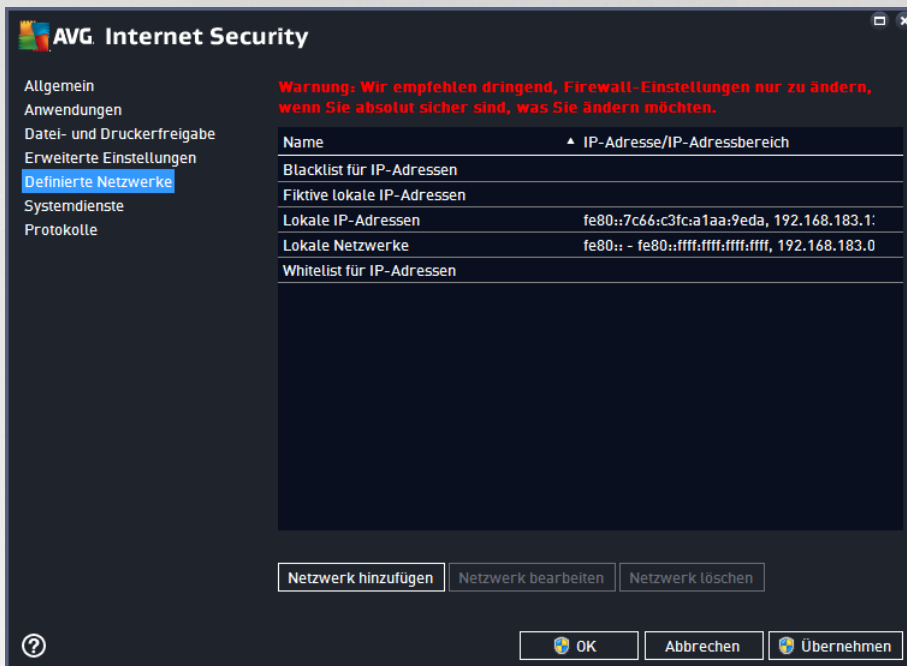 AVG Internet Security
Allgemein
Anwendungen
Datei- und Druckerfreigabe
Erweiterte Einstellungen
Definierte Netzwerke
Systemdienste
Protokolle
Warnung: Wir empfehlen dringend, Firewall-Einstellungen nur zu ändern,
wenn Sie absolut sicher sind, was Sie ändern möchten.
Name IP-Adresse/IP-Adressbereich
Blacklist für IP-Adressen
Fiktive lokale IP-Adressen
Lokale IP-Adressen fe80::7c66:c3fc:a1aa:9eda,
Lokale Netzwerke fe80:: - fe80::ffff:ffff:ffff:ffff, 192.168.183.0
Whitelist für IP-Adressen
Netzwerk hinzufügen Netzwerk bearbeiten Netzwerk löschen
? OK Abbrechen Übernehmen